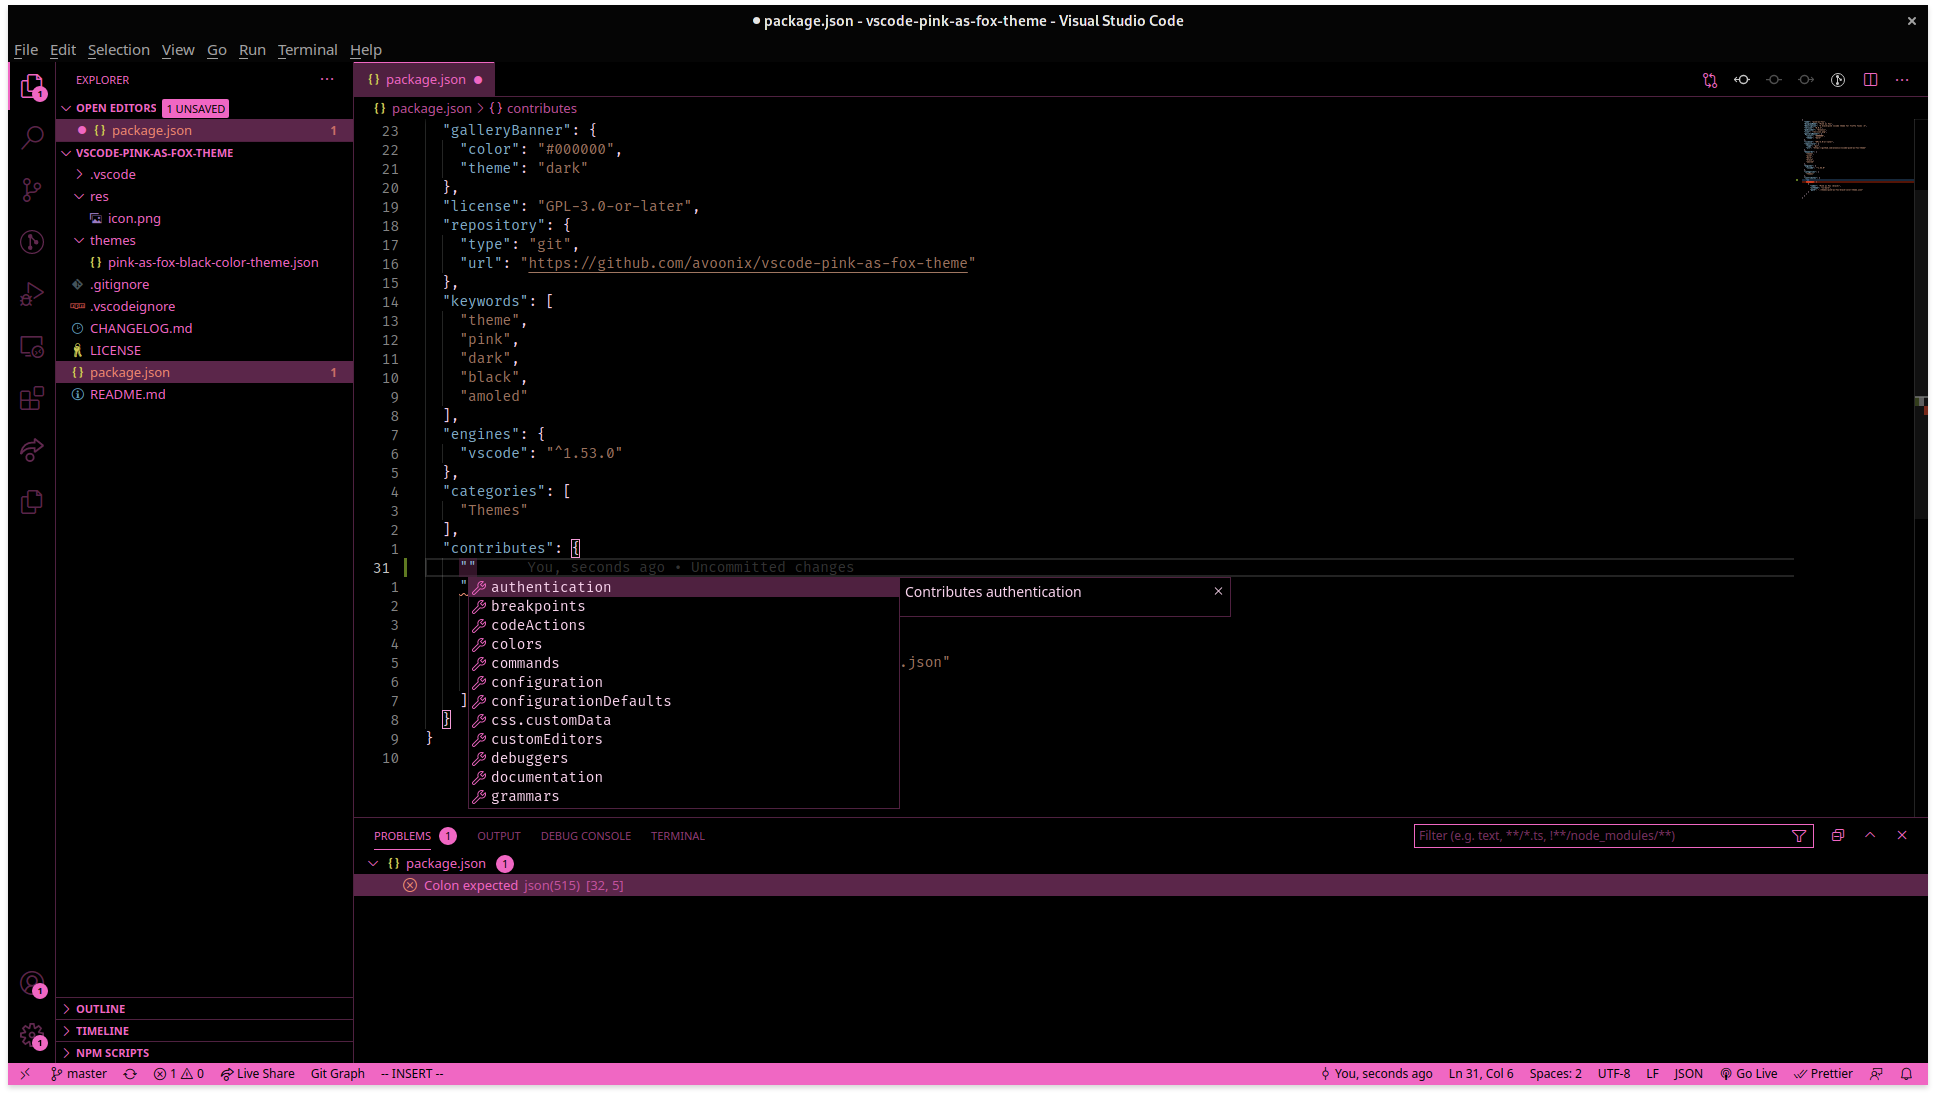 package.json - vscode-pink-as-fox-theme - Visual Studio Code
File Edit Selection View Go Run Terminal Help
EXPLORER
OPEN EDITORS 1 UNSAVED
{} package.json 1
VSCODE-PINK-AS-FOX-THEME
.vscode
res
icon.png
themes
{} pink-as-fox-black-color-theme.json
.gitignore
.vscodeignore
CHANGELOG.md
LICENSE
{} package.json 1
README.md
OUTLINE
TIMELINE
NPM SCRIPTS
1
1
1
{} package.json
{} package.json > {} contributes
23 "galleryBanner": {
22 "color": "#000000",
21 "theme": "dark"
20 },
19 "license": "GPL-3.0-or-later",
18 "repository": {
17 "type": "git",
16 "url": "https://github.com/avoonix/vscode-pink-as-fox-theme"
15 },
14 "keywords": [
13 "theme",
12 "pink",
11 "dark",
10 "black",
9 "amoled"
8 ],
7 "engines": {
6 "vscode": "^1.53.0"
5 },
4 "categories": [
3 "Themes"
2 ],
1 "contributes": {
31 "" You, seconds ago • Uncommitted changes
1 "
2
3
4
5 .json"
6
7 ]
8 }
9 }
10
authentication
breakpoints
codeActions
colors
commands
configuration
configurationDefaults
css.customData
customEditors
debuggers
documentation
grammars
Contributes authentication
PROBLEMS 1 OUTPUT DEBUG CONSOLE TERMINAL
Filter (e.g. text, **/*.ts, !**/node_modules/**)
{} package.json 1
Colon expected json(515) [32, 5]
master 1 0 Live Share Git Graph -- INSERT --
You, seconds ago Ln 31, Col 6 Spaces: 2 UTF-8 LF JSON Go Live Prettier